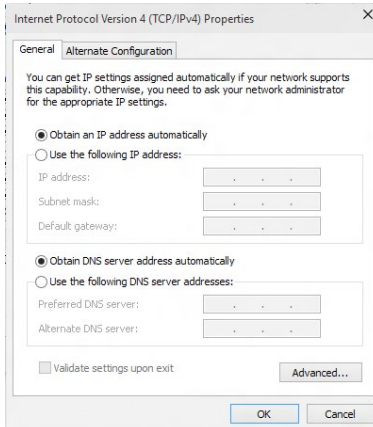 Internet Protocol Version 4 (TCP/IPv4) Properties
General
Alternate Configuration
You can get IP settings assigned automatically if your network supports
this capability. Otherwise, you need to ask your network administrator
for the appropriate IP settings.
Obtain an IP address automatically
Use the following IP address:
IP address:
Subnet mask:
Default gateway:
Obtain DNS server address automatically
Use the following DNS server addresses:
Preferred DNS server:
Alternate DNS server:
Validate settings upon exit
Advanced...
OK
Cancel